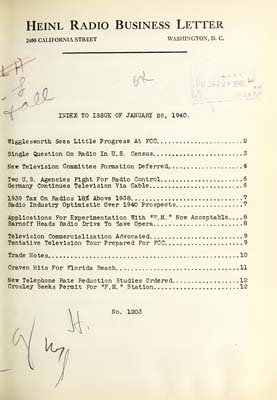 HEINL RADIO BUSINESS LETTER
2400 CALIFORNIA STREET WASHINGTON, D. C.
INDEX TO ISSUE OF JANUARY 26, 1940.
Wigglesworth Sees Little Progress At FCC..........2
Single Question On Radio In U.S. Census..........3
New Television Committee Formation Deferred..........4
Two U.S. Agencies Fight For Radio Control..........6
Germany Continues Television Via Cable..........6
1939 Tax On Radios 18% Above 1938..........7
Radio Industry Optimistic Over 1940 Prospects..........7
Applications For Experimentation With "F.M." Now Acceptable....8
Sarnoff Heads Radio Drive To Save Opera..........8
Television Commercialization Advocated..........9
Tentative Television Tour Prepared For FCC..........9
Trade Notes..........10
Craven Hits For Florida Beach..........11
New Telephone Rate Reduction Studies Ordered..........12
Crosley Seeks Permit For "F.M." Station..........12
No. 1203